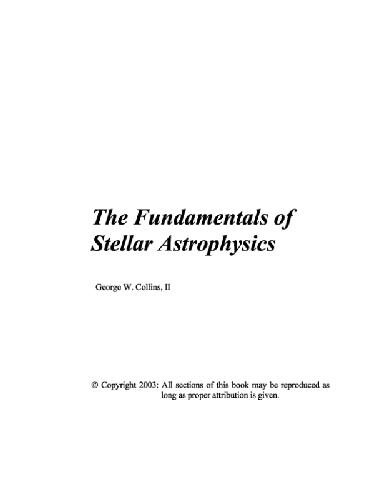 The Fundamentals of
Stellar Astrophysics
George W. Collins, II
© Copyright 2003: All sections of this book may be reproduced as
long as proper attribution is given.